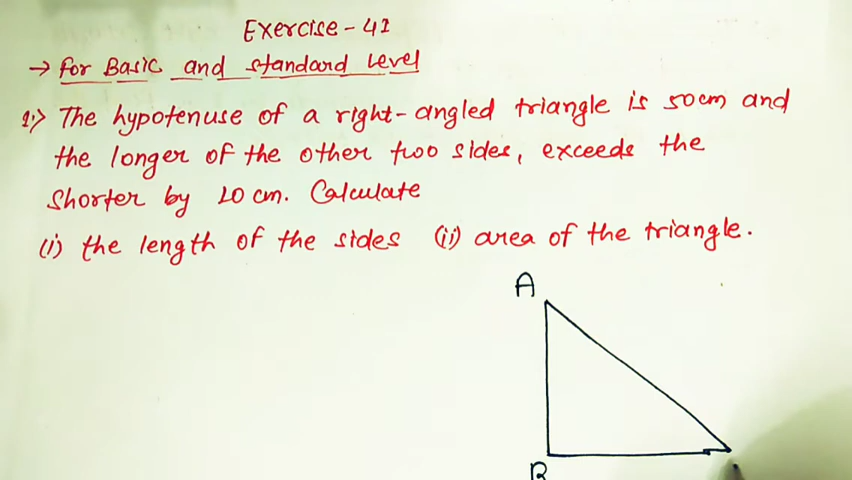 Exercise - 41
→ for Basic and standard Level
1.> The hypotenuse of a right-angled triangle is 50cm and
the longer of the other two sides, exceeds the
shorter by 10 cm. Calculate
(i) the length of the sides (ii) area of the triangle.
A
B